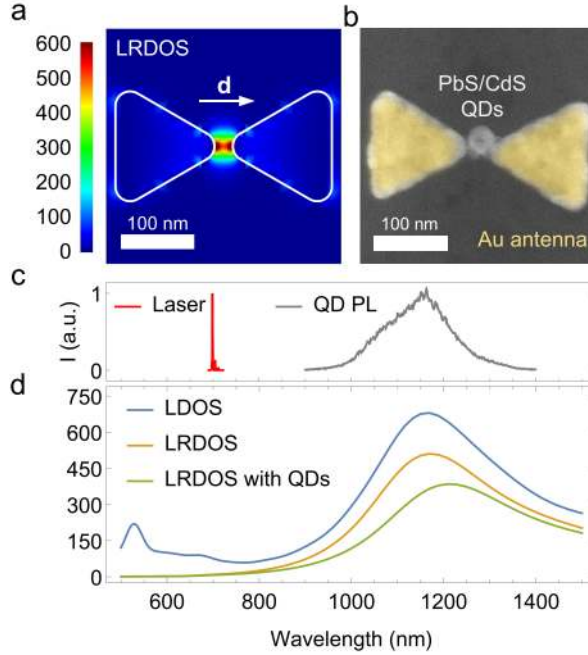 a
LRDOS
d
100 nm
600
500
400
300
200
100
0
b
PbS/CdS
QDs
100 nm
Au antenna
c
I (a.u.)
1
0
Laser
QD PL
d
750
600
450
300
150
0
LDOS
LRDOS
LRDOS with QDs
600
800
1000
1200
1400
Wavelength (nm)